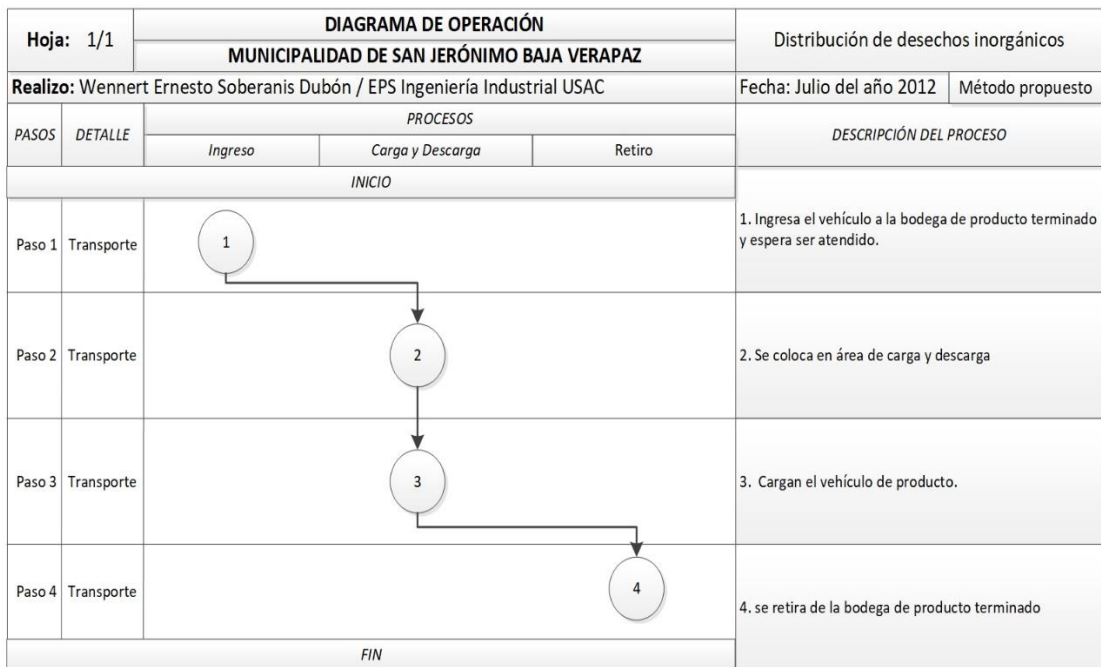 Hoja: 1/1
DIAGRAMA DE OPERACIÓN
MUNICIPALIDAD DE SAN JERÓNIMO BAJA VERAPAZ
Distribución de desechos inorgánicos
Realizo: Wennert Ernesto Soberanis Dubón / EPS Ingeniería Industrial USAC
Fecha: Julio del año 2012
Método propuesto
PASOS
DETALLE
PROCESOS
Ingreso
Carga y Descarga
Retiro
DESCRIPCIÓN DEL PROCESO
INICIO
Paso 1
Transporte
1
1. Ingresa el vehículo a la bodega de producto terminado
y espera ser atendido.
Paso 2
Transporte
2
2. Se coloca en área de carga y descarga
Paso 3
Transporte
3
3. Cargan el vehículo de producto.
Paso 4
Transporte
4
4. se retira de la bodega de producto terminado
FIN